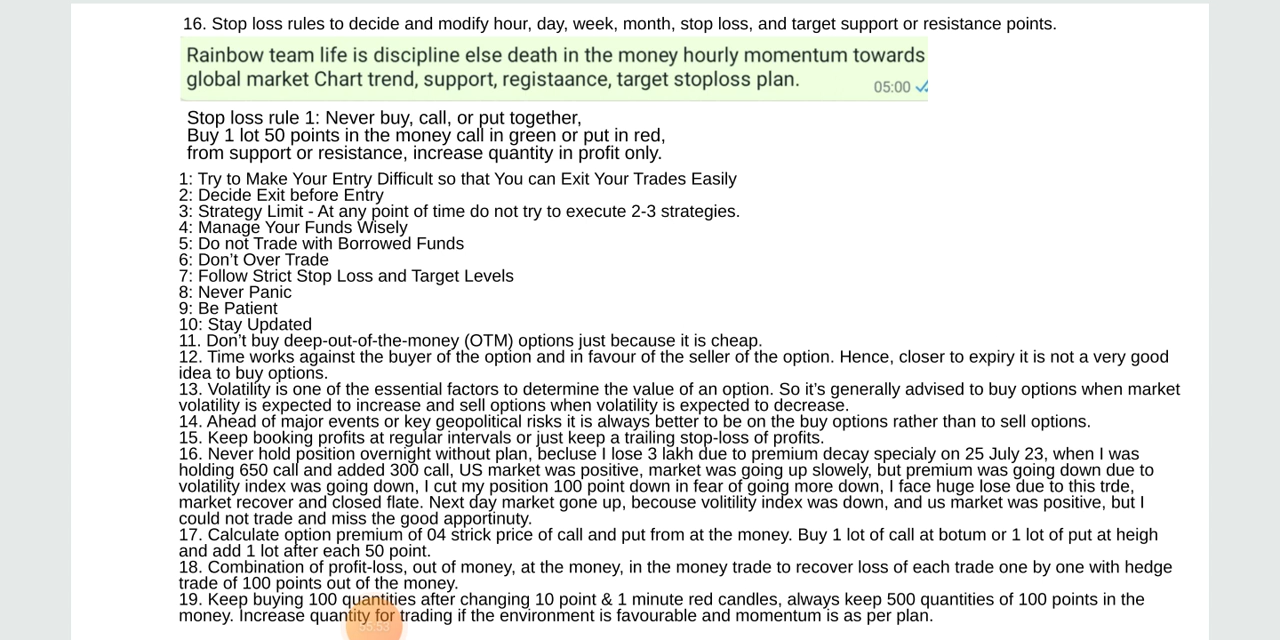 16. Stop loss rules to decide and modify hour, day, week, month, stop loss, and target support or resistance points.
Rainbow team life is discipline else death in the money hourly momentum towards
global market Chart trend, support, registaance, target stoploss plan.
05:00
Stop loss rule 1: Never buy, call, or put together,
Buy 1 lot 50 points in the money call in green or put in red,
from support or resistance, increase quantity in profit only.
1: Try to Make Your Entry Difficult so that You can Exit Your Trades Easily
2: Decide Exit before Entry
3: Strategy Limit - At any point of time do not try to execute 2-3 strategies.
4: Manage Your Funds Wisely
5: Do not Trade with Borrowed Funds
6: Don’t Over Trade
7: Follow Strict Stop Loss and Target Levels
8: Never Panic
9: Be Patient
10: Stay Updated
11. Don’t buy deep-out-of-the-money (OTM) options just because it is cheap.
12. Time works against the buyer of the option and in favour of the seller of the option. Hence, closer to expiry it is not a very good
idea to buy options.
13. Volatility is one of the essential factors to determine the value of an option. So it’s generally advised to buy options when market
volatility is expected to increase and sell options when volatility is expected to decrease.
14. Ahead of major events or key geopolitical risks it is always better to be on the buy options rather than to sell options.
15. Keep booking profits at regular intervals or just keep a trailing stop-loss of profits.
16. Never hold position overnight without plan, becluse I lose 3 lakh due to premium decay specialy on 25 July 23, when I was
holding 650 call and added 300 call, US market was positive, market was going up slowely, but premium was going down due to
volatility index was going down, I cut my position 100 point down in fear of going more down, I face huge lose due to this trde,
market recover and closed flate. Next day market gone up, becouse volitility index was down, and us market was positive, but I
could not trade and miss the good apportinuty.
17. Calculate option premium of 04 strick price of call and put from at the money. Buy 1 lot of call at botum or 1 lot of put at heigh
and add 1 lot after each 50 point.
18. Combination of profit-loss, out of money, at the money, in the money trade to recover loss of each trade one by one with hedge
trade of 100 points out of the money.
19. Keep buying 100 quantities after changing 10 point & 1 minute red candles, always keep 500 quantities of 100 points in the
money. Increase quantity for trading if the environment is favourable and momentum is as per plan.